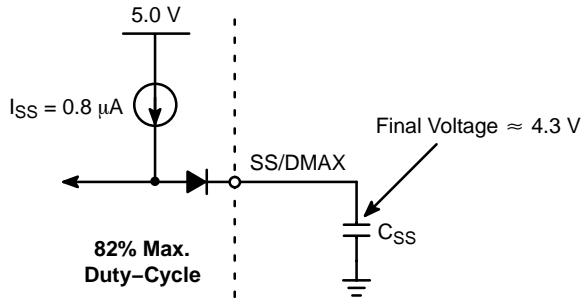 5.0 V
I_SS = 0.8 μA
Final Voltage ≈ 4.3 V
SS/DMAX
C_SS
82% Max.
Duty−Cycle